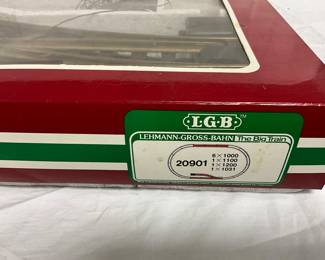 L·G·B
LEHMANN-GROSS-BAHN The Big Train
20901
6×1000
1×1100
1×1200
1×1031